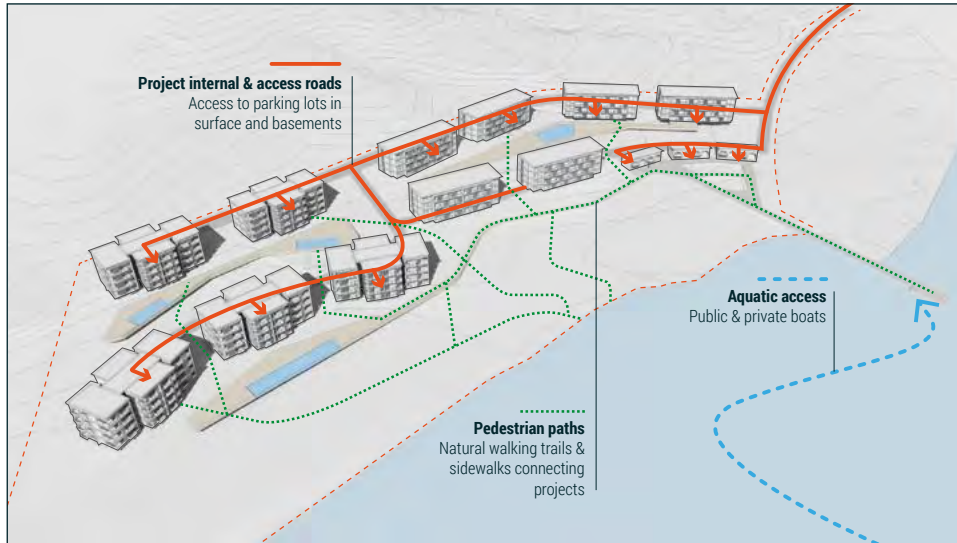 Project internal & access roads
Access to parking lots in
surface and basements
Aquatic access
Public & private boats
Pedestrian paths
Natural walking trails &
sidewalks connecting
projects